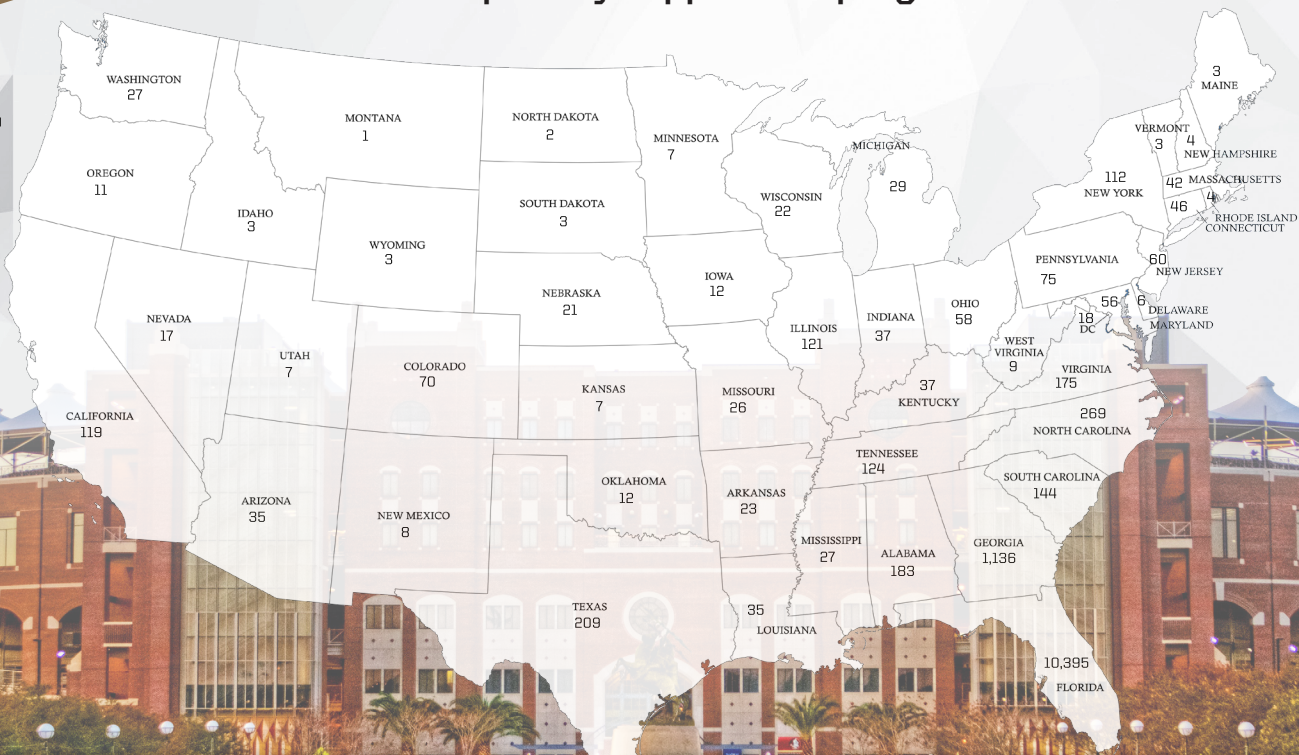 WASHINGTON
27
MONTANA
1
NORTH DAKOTA
2
MINNESOTA
7
MICHIGAN
29
3
MAINE
VERMONT
3
4
NEW HAMPSHIRE
OREGON
11
IDAHO
3
SOUTH DAKOTA
3
WISCONSIN
22
112
NEW YORK
42
MASSACHUSETTS
46
4
RHODE ISLAND
CONNECTICUT
WYOMING
3
IOWA
12
PENNSYLVANIA
75
60
NEW JERSEY
NEBRASKA
21
NEVADA
17
ILLINOIS
121
INDIANA
37
OHIO
58
56
6
DELAWARE
MARYLAND
18
DC
UTAH
7
COLORADO
70
WEST
VIRGINIA
9
VIRGINIA
175
KANSAS
7
MISSOURI
26
37
KENTUCKY
CALIFORNIA
119
269
NORTH CAROLINA
TENNESSEE
124
SOUTH CAROLINA
144
ARIZONA
35
NEW MEXICO
8
OKLAHOMA
12
ARKANSAS
23
MISSISSIPPI
27
ALABAMA
183
GEORGIA
1,136
TEXAS
209
35
LOUISIANA
10,395
FLORIDA